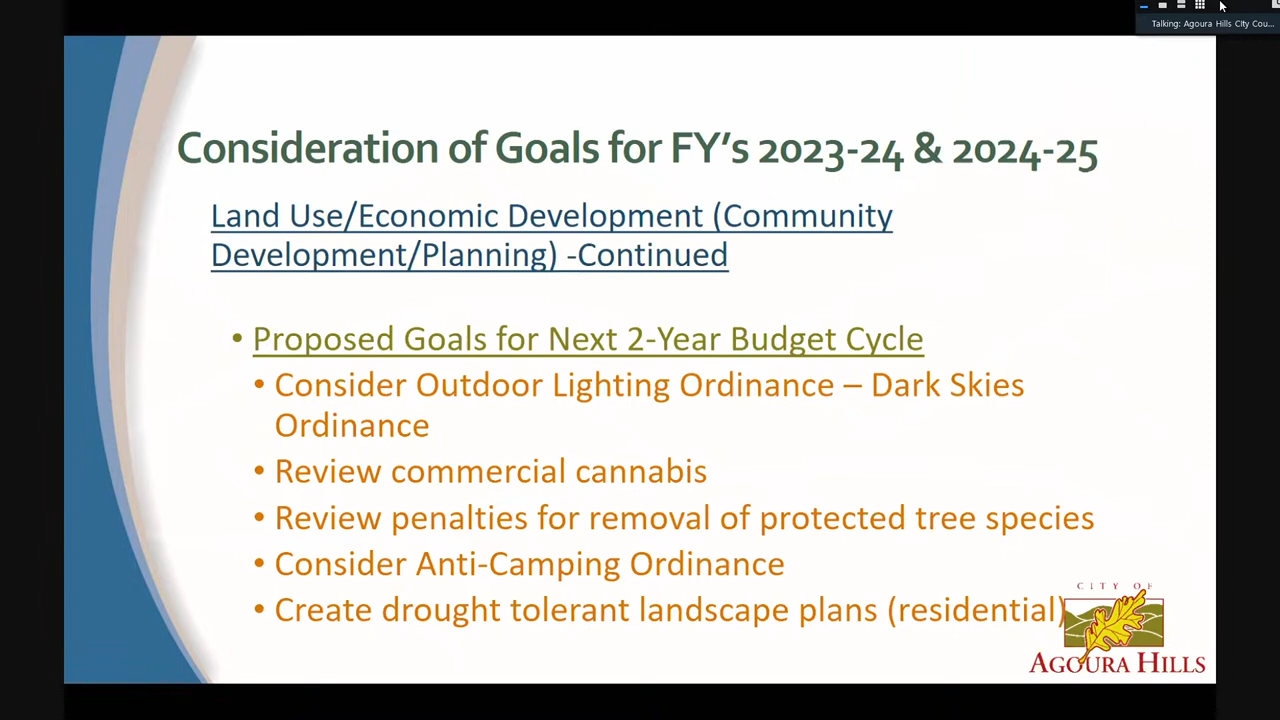 Talking: Agoura Hills City Cou...
Consideration of Goals for FY's 2023-24 & 2024-25
Land Use/Economic Development (Community
Development/Planning) -Continued
• Proposed Goals for Next 2-Year Budget Cycle
• Consider Outdoor Lighting Ordinance – Dark Skies
Ordinance
• Review commercial cannabis
• Review penalties for removal of protected tree species
• Consider Anti-Camping Ordinance
• Create drought tolerant landscape plans (residential)
CITY OF
AGOURA HILLS